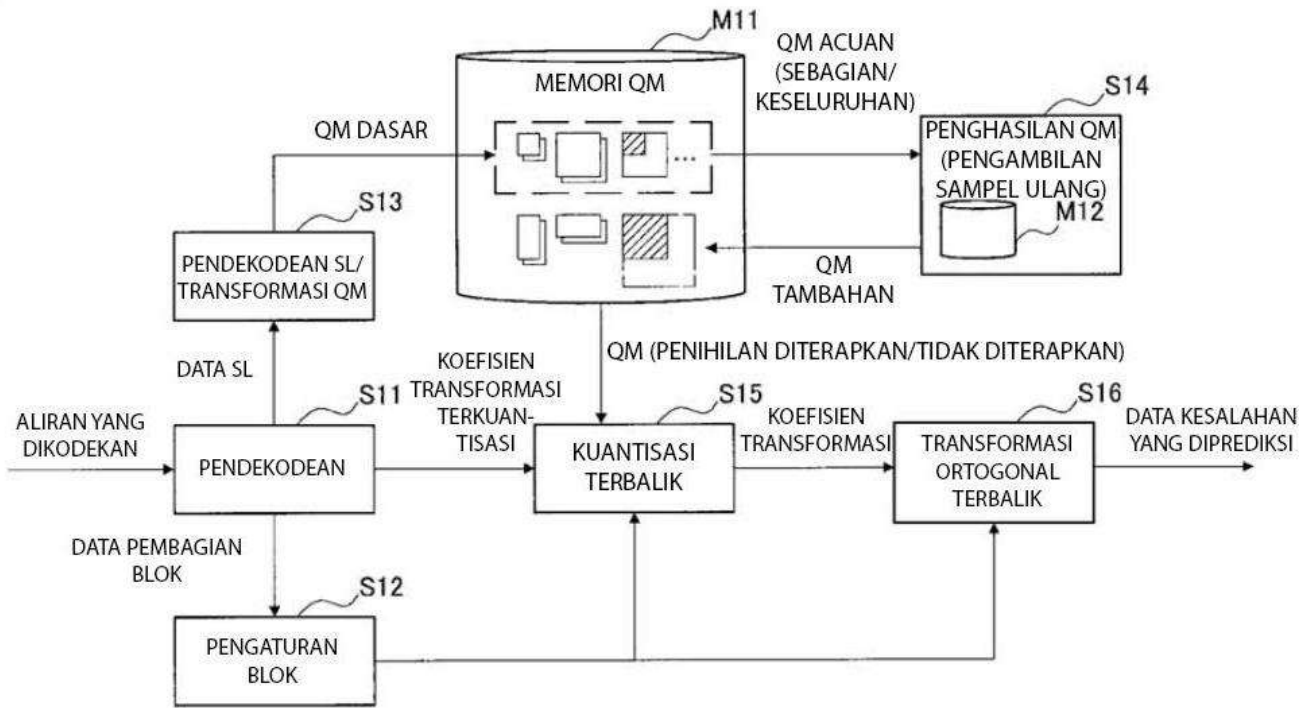 M11
MEMORI QM
QM ACUAN
(SEBAGIAN/
KESELURUHAN)
S14
PENGHASILAN QM
(PENGAMBILAN
SAMPEL ULANG)
M12
QM DASAR
...
QM
TAMBAHAN
S13
PENDEKODEAN SL/
TRANSFORMASI QM
DATA SL
QM (PENIHILAN DITERAPKAN/TIDAK DITERAPKAN)
ALIRAN YANG
DIKODEKAN
S11
PENDEKODEAN
KOEFISIEN
TRANSFORMASI
TERKUAN-
TISASI
S15
KUANTISASI
TERBALIK
KOEFISIEN
TRANSFORMASI
S16
TRANSFORMASI
ORTOGONAL
TERBALIK
DATA KESALAHAN
YANG DIPREDIKSI
DATA PEMBAGIAN
BLOK
S12
PENGATURAN
BLOK